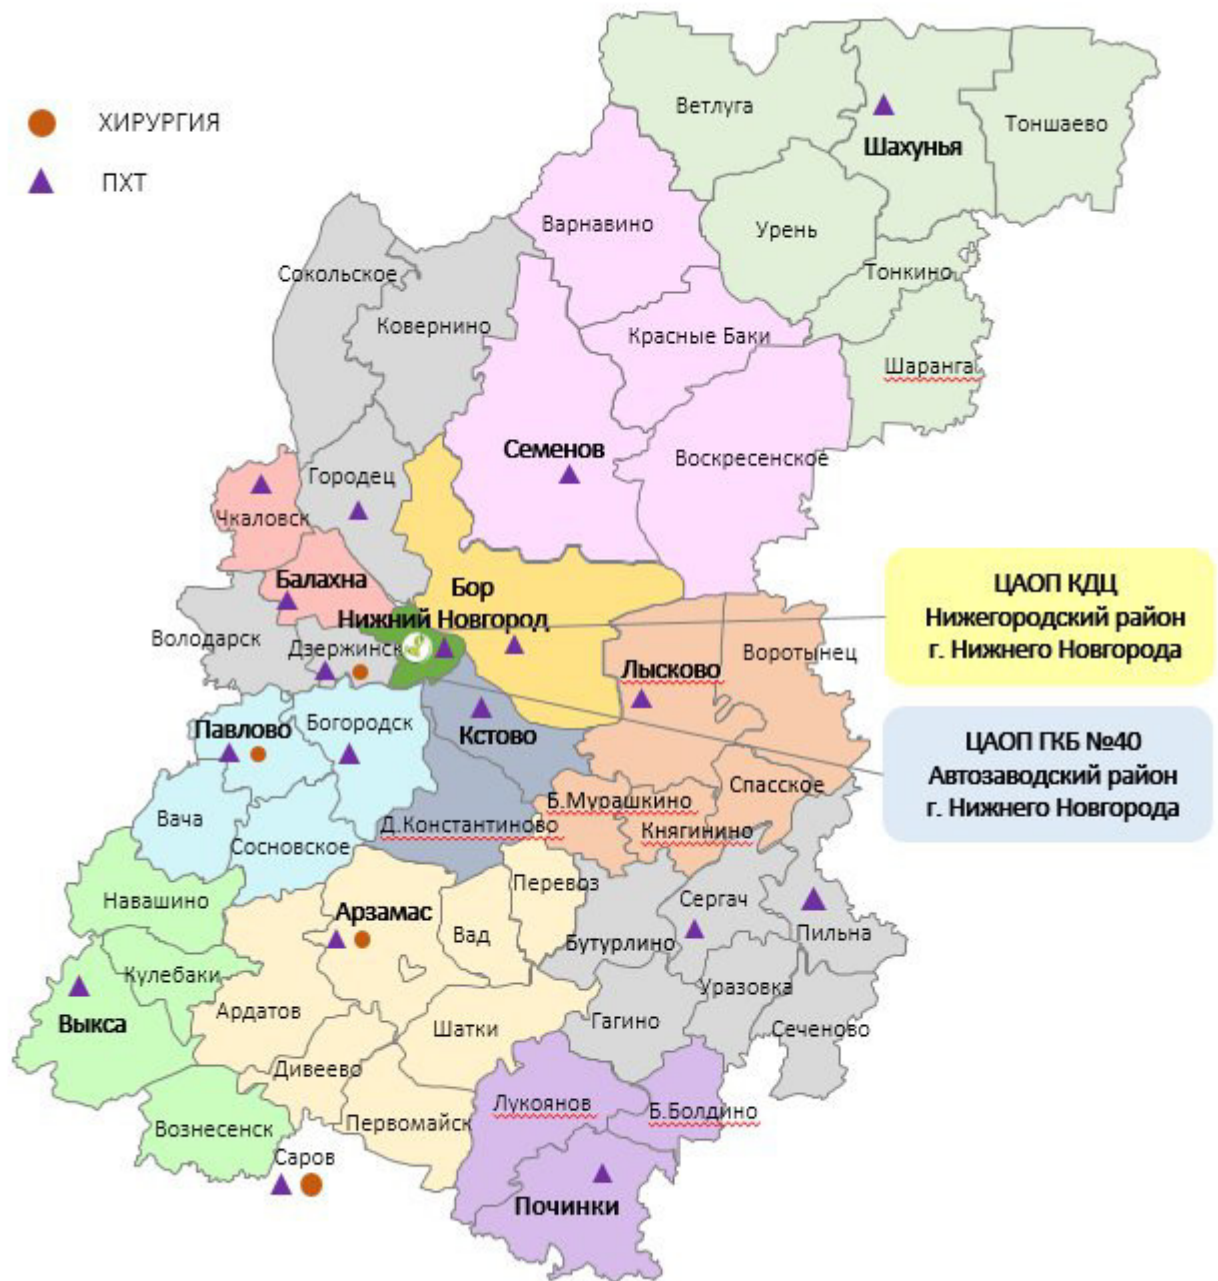 ХИРУРГИЯ
ПХТ
Ветлуга
Шахунья
Тоншаево
Варнавино
Урень
Тонкино
Сокольское
Ковернино
Красные Баки
Шаранга
Семенов
Воскресенское
Городец
Чкаловск
Балахна
Бор
Нижний Новгород
Володарск
Дзержинск
Лысково
Воротынец
ЦАОП КДЦ
Нижегородский район
г. Нижнего Новгорода
Павлово
Богородск
Кстово
ЦАОП ГКБ №40
Автозаводский район
г. Нижнего Новгорода
Вача
Сосновское
Д.Константиново
Б.Мурашкино
Княгинино
Спасское
Навашино
Арзамас
Вад
Перевоз
Бутурлино
Сергач
Пильна
Кулебаки
Выкса
Ардатов
Шатки
Гагино
Уразовка
Сеченово
Дивеево
Вознесенск
Первомайск
Лукоянов
Б.Болдино
Саров
Починки